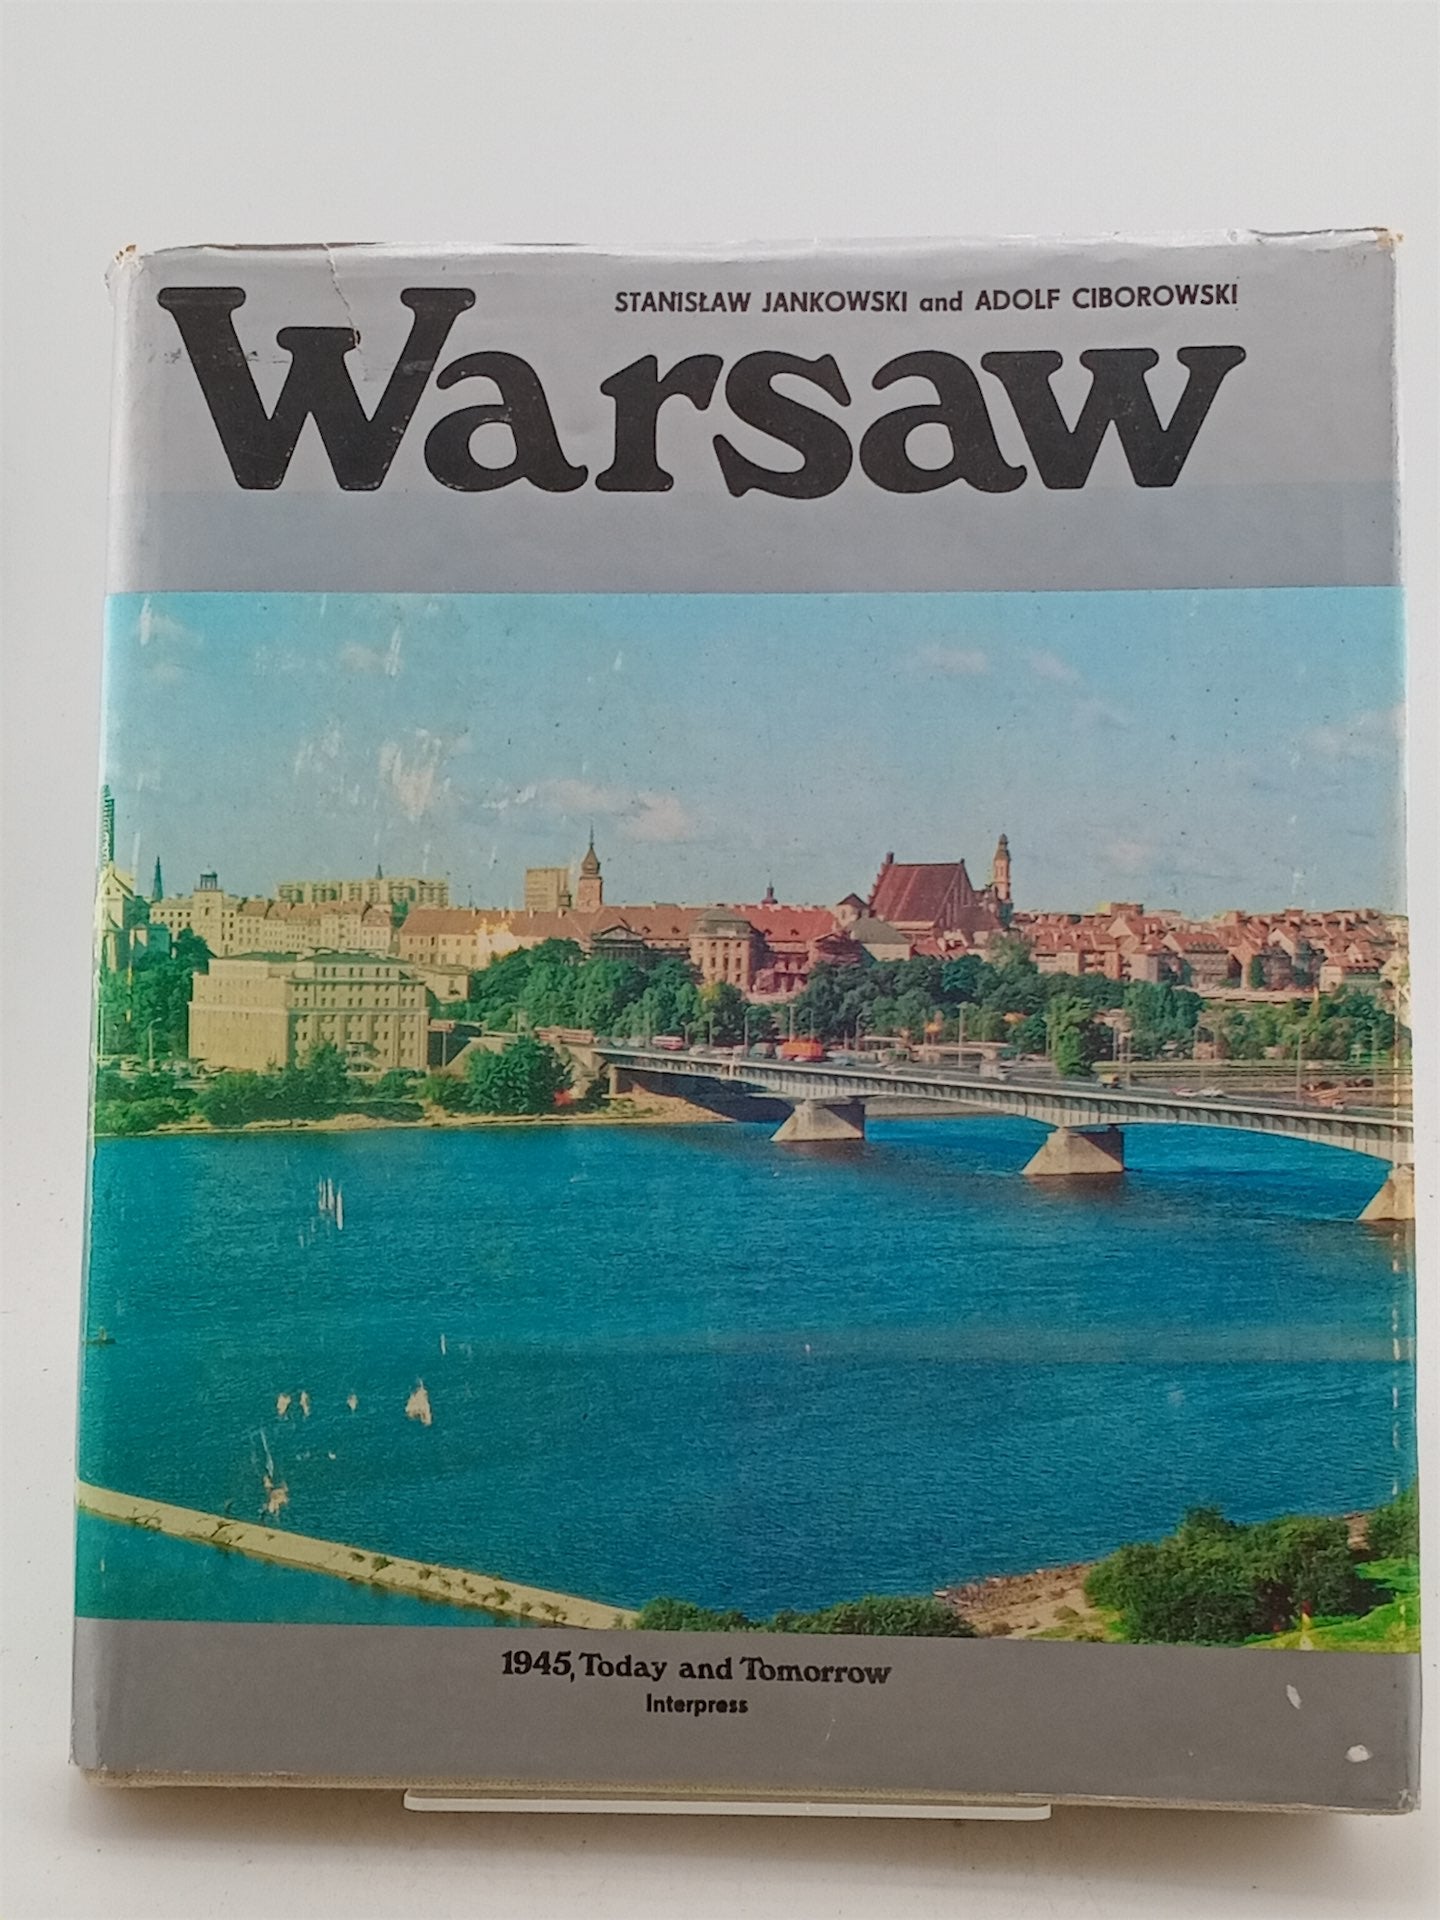 STANISŁAW JANKOWSKI and ADOLF CIBOROWSKI
Warsaw
1945, Today and Tomorrow
Interpress